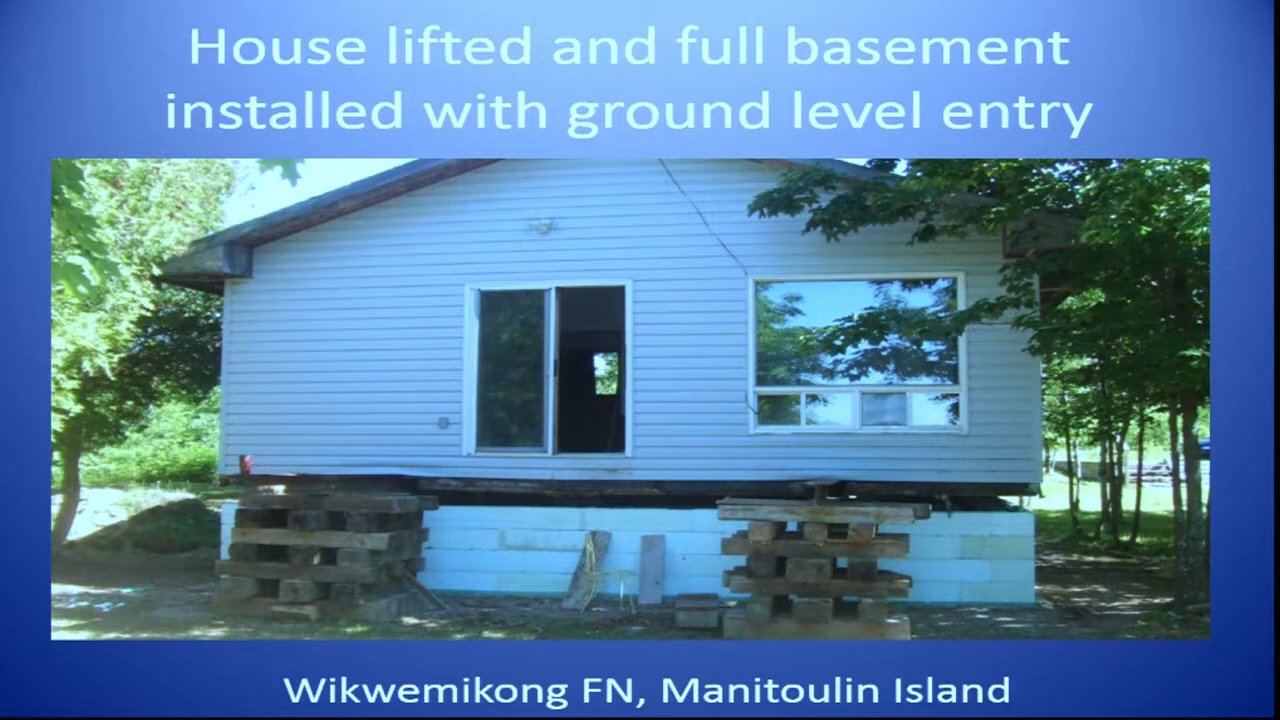 House lifted and full basement
installed with ground level entry
Wikwemikong FN, Manitoulin Island